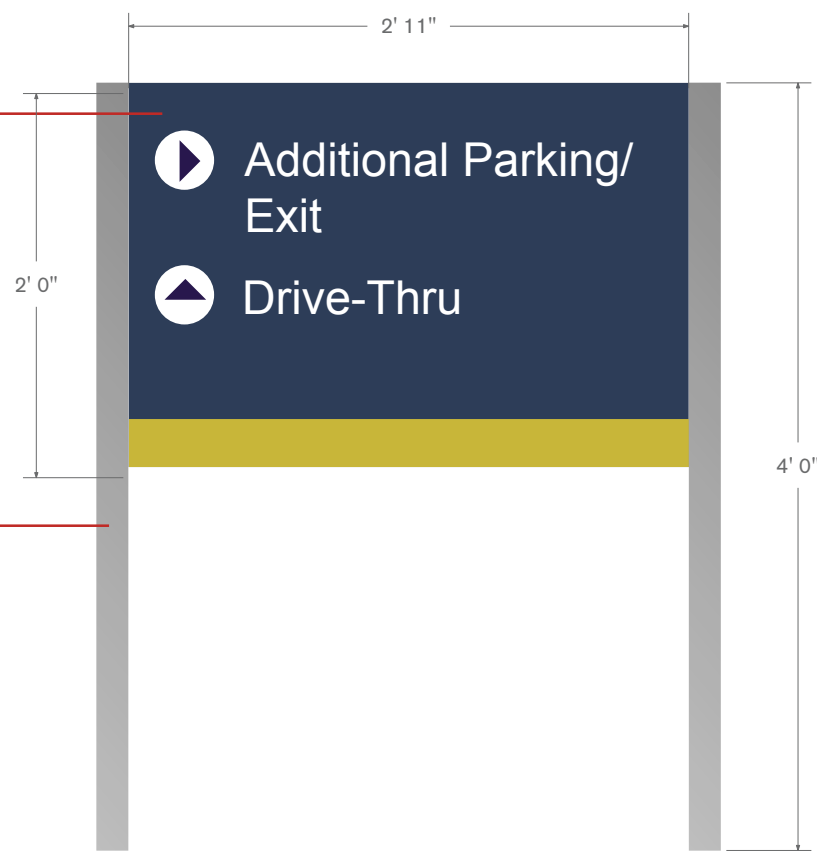 2' 11"
Additional Parking/
Exit
2' 0"
Drive-Thru
4' 0"